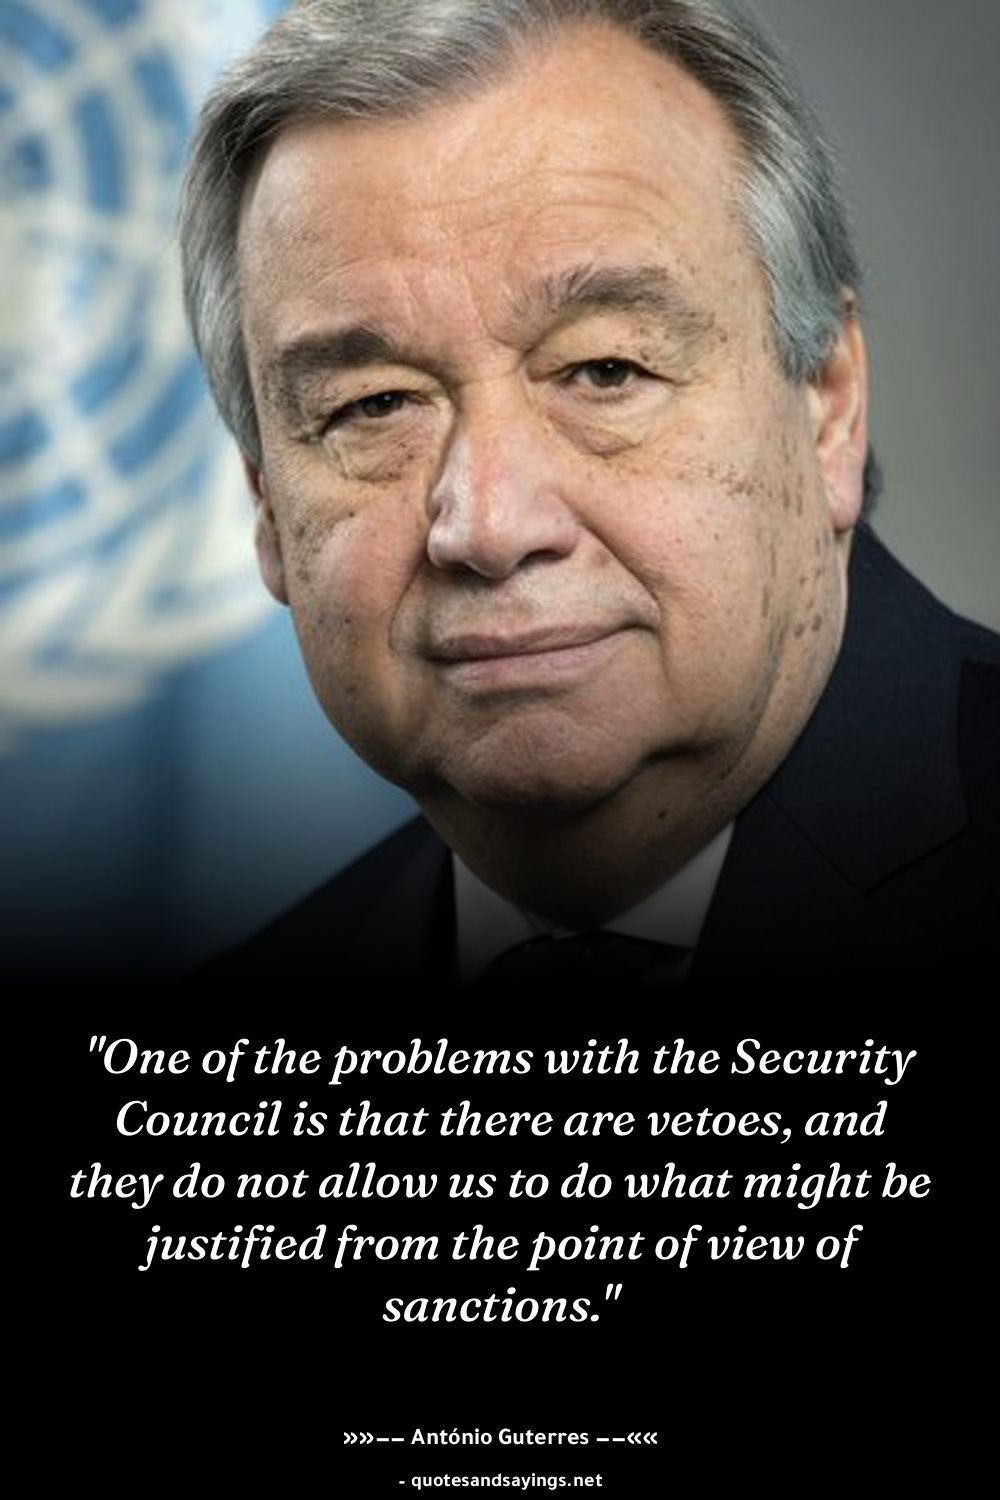 "One of the problems with the Security
Council is that there are vetoes, and
they do not allow us to do what might be
justified from the point of view of
sanctions."
»»−− António Guterres −−««
- quotesandsayings.net